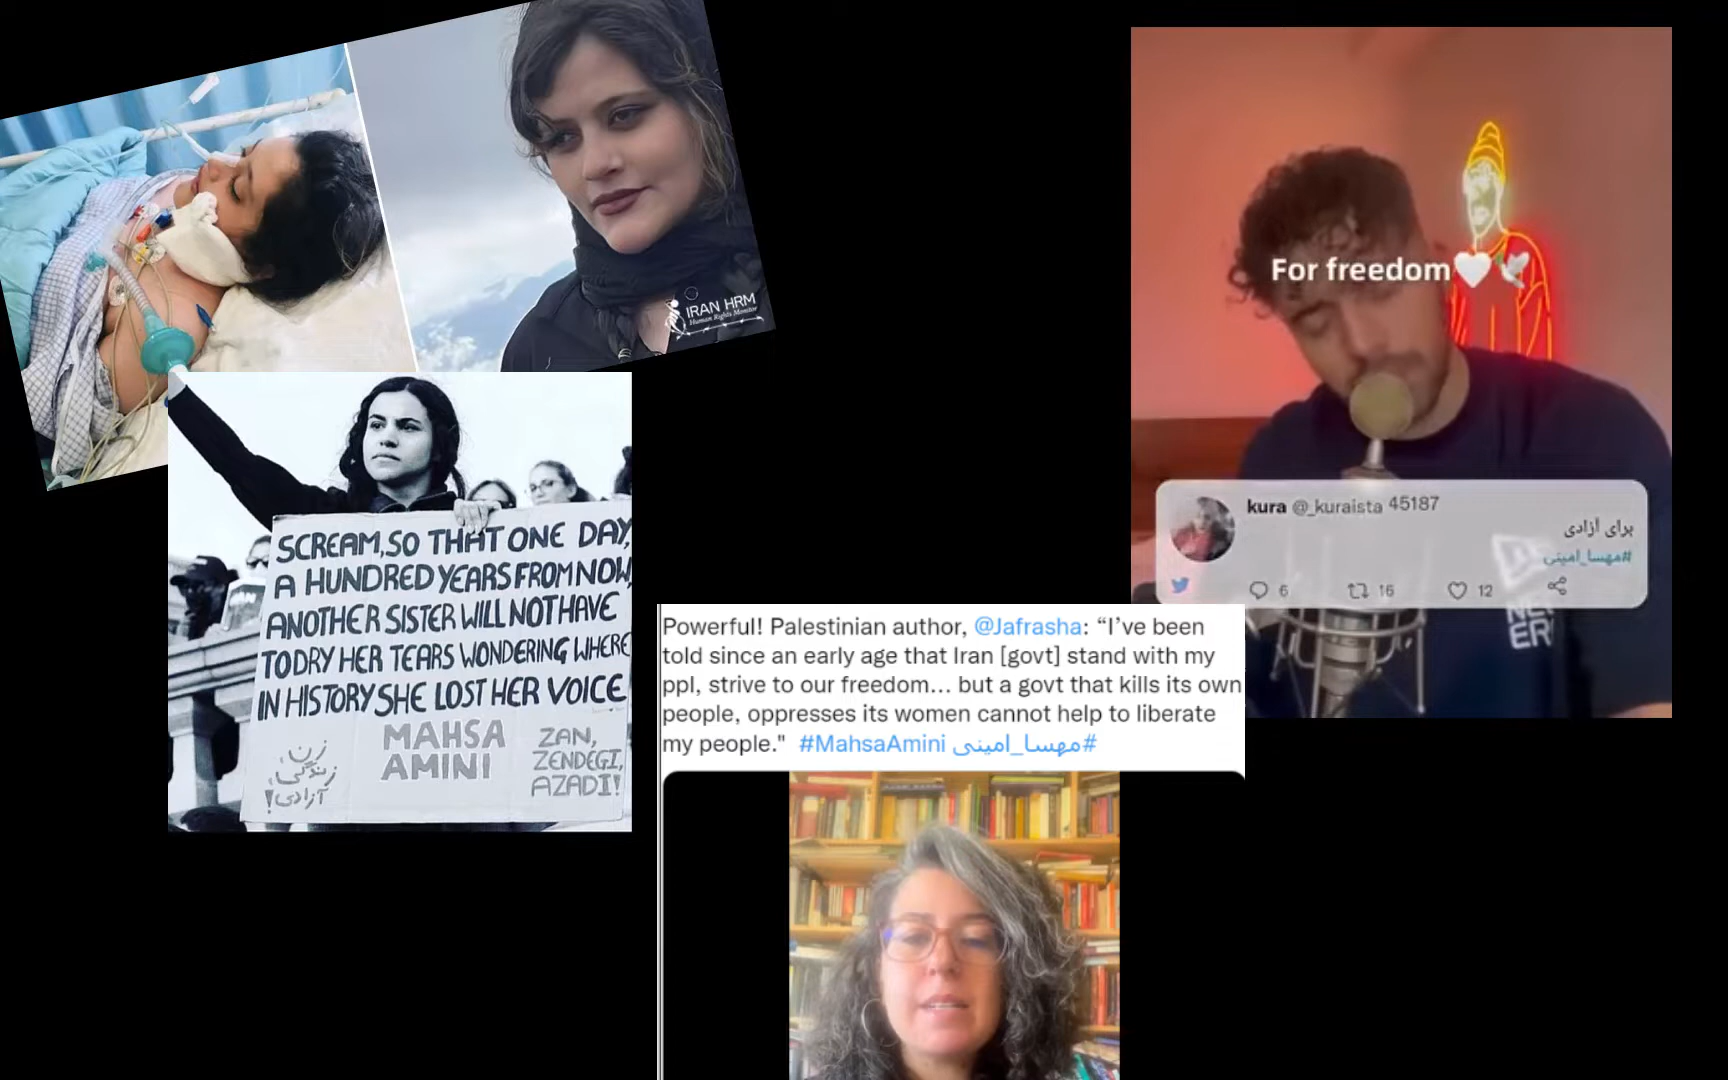 IRAN HRM
Human Rights Monitor
SCREAM, SO THAT ONE DAY,
A HUNDRED YEARS FROM NOW,
ANOTHER SISTER WILL NOT HAVE
TO DRY HER TEARS WONDERING WHERE
IN HISTORY SHE LOST HER VOICE
زن،
زندگی،
آزادی!
MAHSA
AMINI
ZAN,
ZENDEGI,
AZADI!
For freedom🤍🕊
kura @_kuraista 45187
برای آزادی
#مهسا_امینی
6 16 12
NE
ER
Powerful! Palestinian author, @Jafrasha: “I’ve been
told since an early age that Iran [govt] stand with my
ppl, strive to our freedom... but a govt that kills its own
people, oppresses its women cannot help to liberate
my people." #MahsaAmini #مهسا_امینی